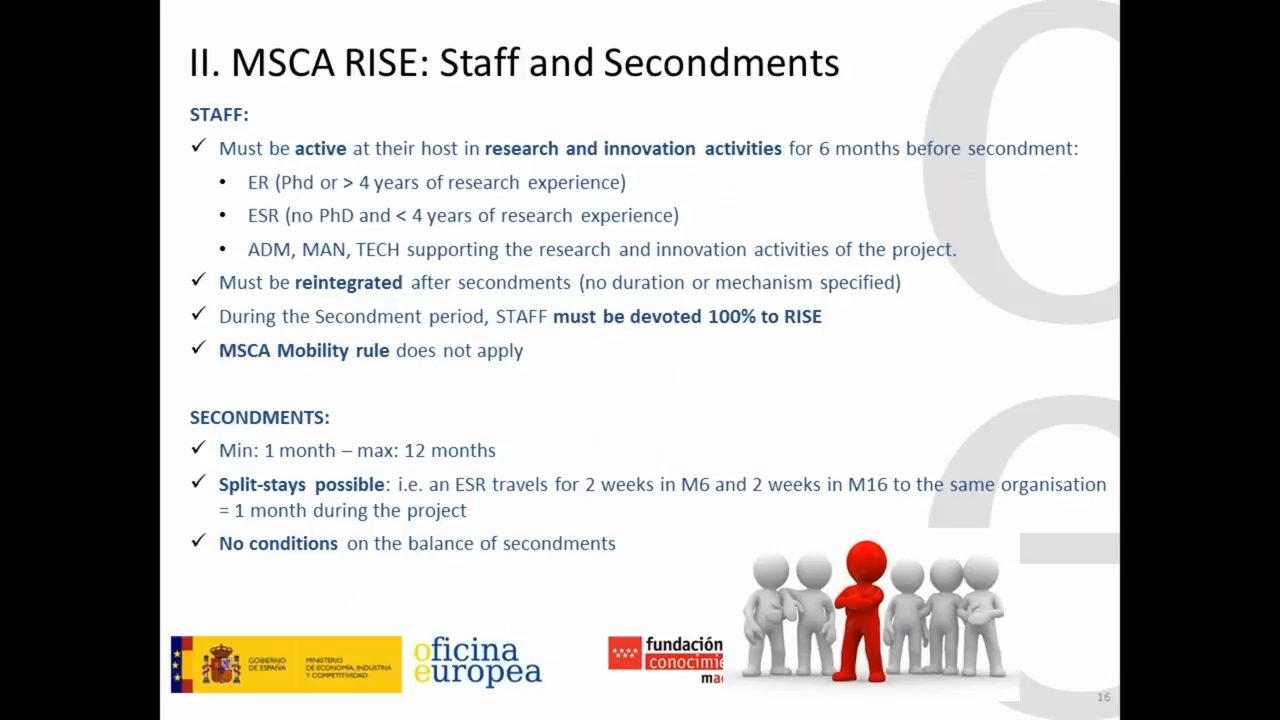 II. MSCA RISE: Staff and Secondments
STAFF:
✓ Must be active at their host in research and innovation activities for 6 months before secondment:
• ER (Phd or > 4 years of research experience)
• ESR (no PhD and < 4 years of research experience)
• ADM, MAN, TECH supporting the research and innovation activities of the project.
✓ Must be reintegrated after secondments (no duration or mechanism specified)
✓ During the Secondment period, STAFF must be devoted 100% to RISE
✓ MSCA Mobility rule does not apply
SECONDMENTS:
✓ Min: 1 month – max: 12 months
✓ Split-stays possible: i.e. an ESR travels for 2 weeks in M6 and 2 weeks in M16 to the same organisation
= 1 month during the project
✓ No conditions on the balance of secondments
GOBIERNO
DE ESPAÑA
MINISTERIO
DE ECONOMÍA, INDUSTRIA
Y COMPETITIVIDAD
oficina
europea
fundación
conocimie
ma
16